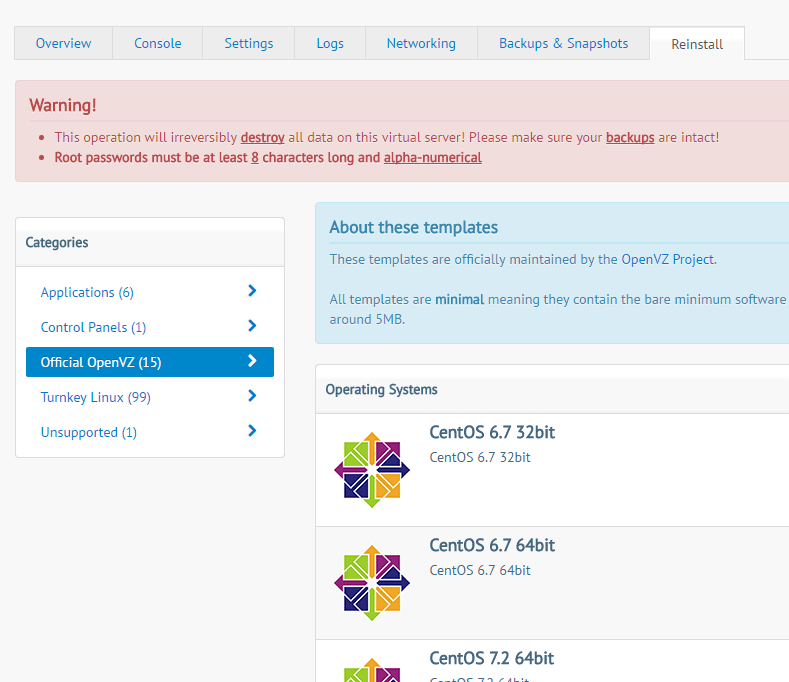 Overview Console Settings Logs Networking Backups & Snapshots Reinstall
Warning!
This operation will irreversibly destroy all data on this virtual server! Please make sure your backups are intact!
Root passwords must be at least 8 characters long and alpha-numerical
Categories
Applications (6)
Control Panels (1)
Official OpenVZ (15)
Turnkey Linux (99)
Unsupported (1)
About these templates
These templates are officially maintained by the OpenVZ Project.
All templates are minimal meaning they contain the bare minimum software
around 5MB.
Operating Systems
CentOS 6.7 32bit
CentOS 6.7 32bit
CentOS 6.7 64bit
CentOS 6.7 64bit
CentOS 7.2 64bit
CentOS 7.2 64bit